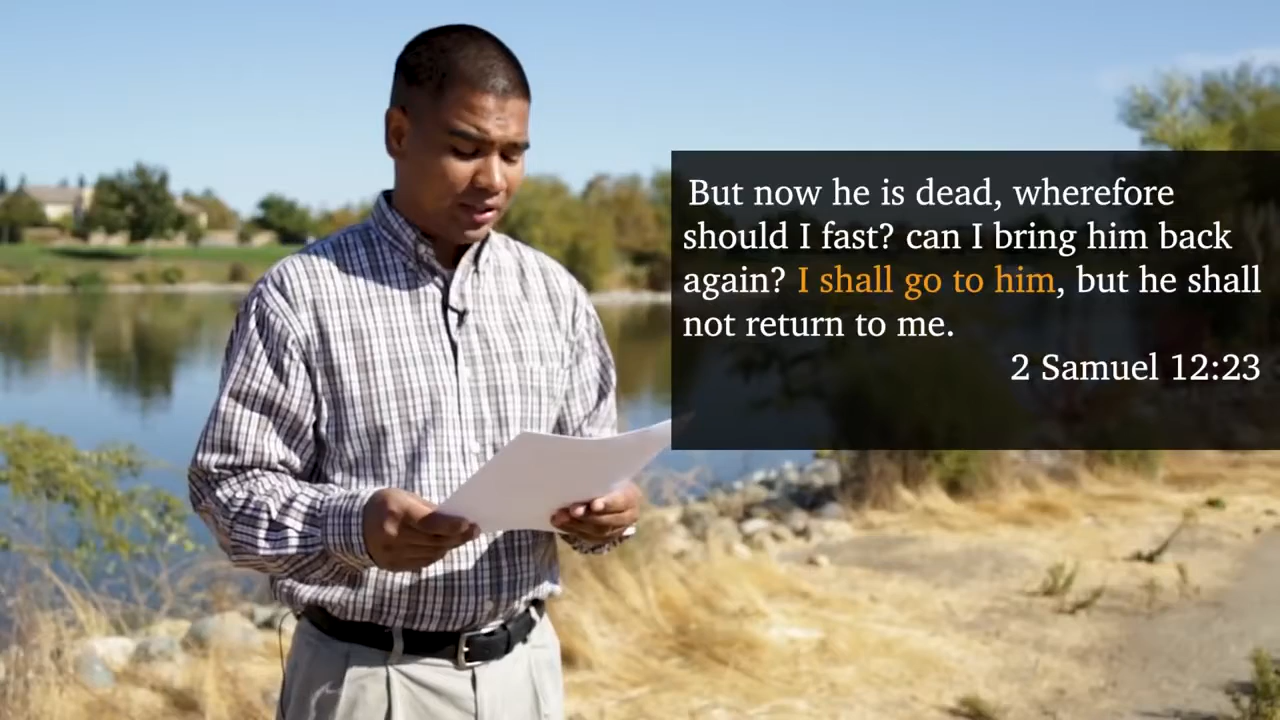 But now he is dead, wherefore
should I fast? can I bring him back
again? I shall go to him, but he shall
not return to me.
2 Samuel 12:23